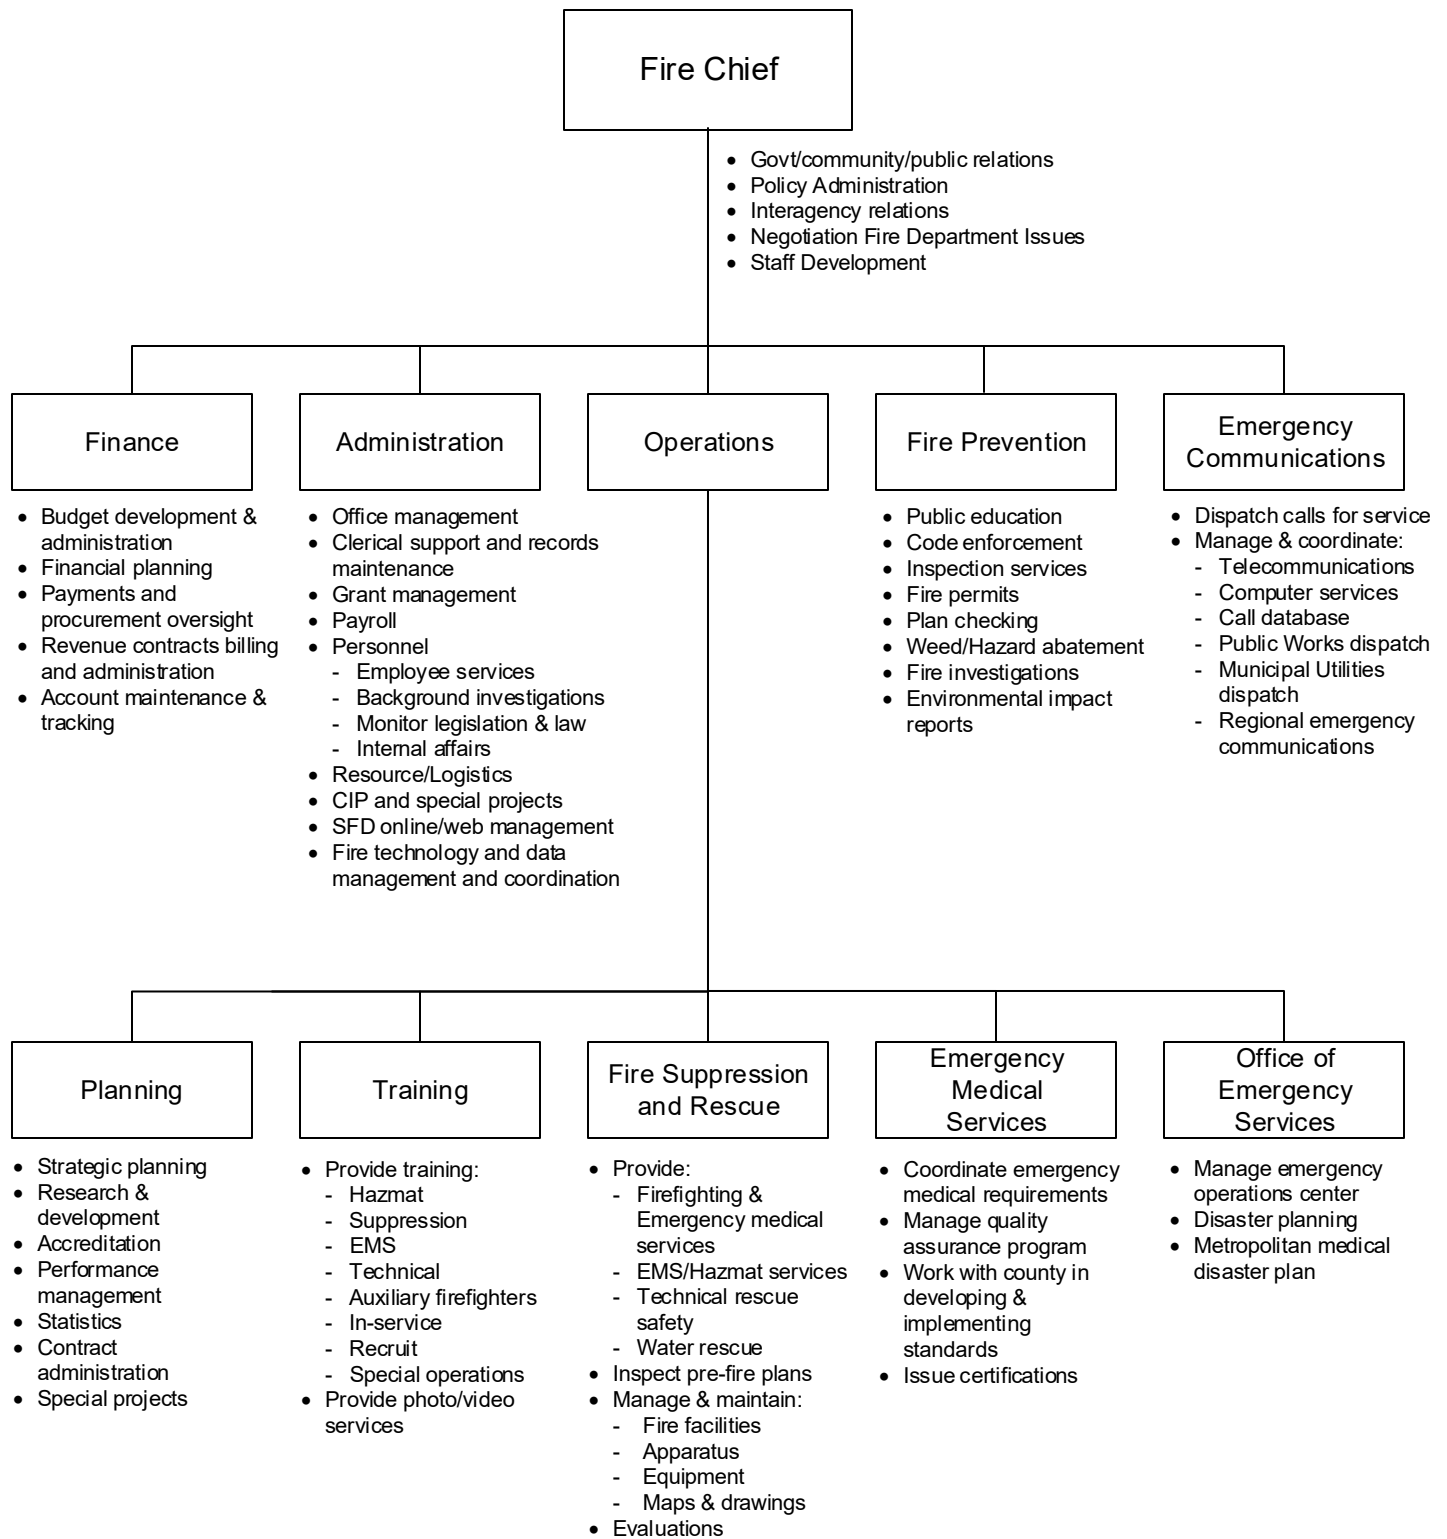 Fire Chief
• Govt/community/public relations
• Policy Administration
• Interagency relations
• Negotiation Fire Department Issues
• Staff Development
Finance
• Budget development &
administration
• Financial planning
• Payments and
procurement oversight
• Revenue contracts billing
and administration
• Account maintenance &
tracking
Administration
• Office management
• Clerical support and records
maintenance
• Grant management
• Payroll
• Personnel
- Employee services
- Background investigations
- Monitor legislation & law
- Internal affairs
• Resource/Logistics
• CIP and special projects
• SFD online/web management
• Fire technology and data
management and coordination
Operations
Fire Prevention
• Public education
• Code enforcement
• Inspection services
• Fire permits
• Plan checking
• Weed/Hazard abatement
• Fire investigations
• Environmental impact
reports
Emergency
Communications
• Dispatch calls for service
• Manage & coordinate:
- Telecommunications
- Computer services
- Call database
- Public Works dispatch
- Municipal Utilities
dispatch
- Regional emergency
communications
Planning
• Strategic planning
• Research &
development
• Accreditation
• Performance
management
• Statistics
• Contract
administration
• Special projects
Training
• Provide training:
- Hazmat
- Suppression
- EMS
- Technical
- Auxiliary firefighters
- In-service
- Recruit
- Special operations
• Provide photo/video
services
Fire Suppression
and Rescue
• Provide:
- Firefighting &
Emergency medical
services
- EMS/Hazmat services
- Technical rescue
safety
- Water rescue
• Inspect pre-fire plans
• Manage & maintain:
- Fire facilities
- Apparatus
- Equipment
- Maps & drawings
• Evaluations
Emergency
Medical
Services
• Coordinate emergency
medical requirements
• Manage quality
assurance program
• Work with county in
developing &
implementing
standards
• Issue certifications
Office of
Emergency
Services
• Manage emergency
operations center
• Disaster planning
• Metropolitan medical
disaster plan